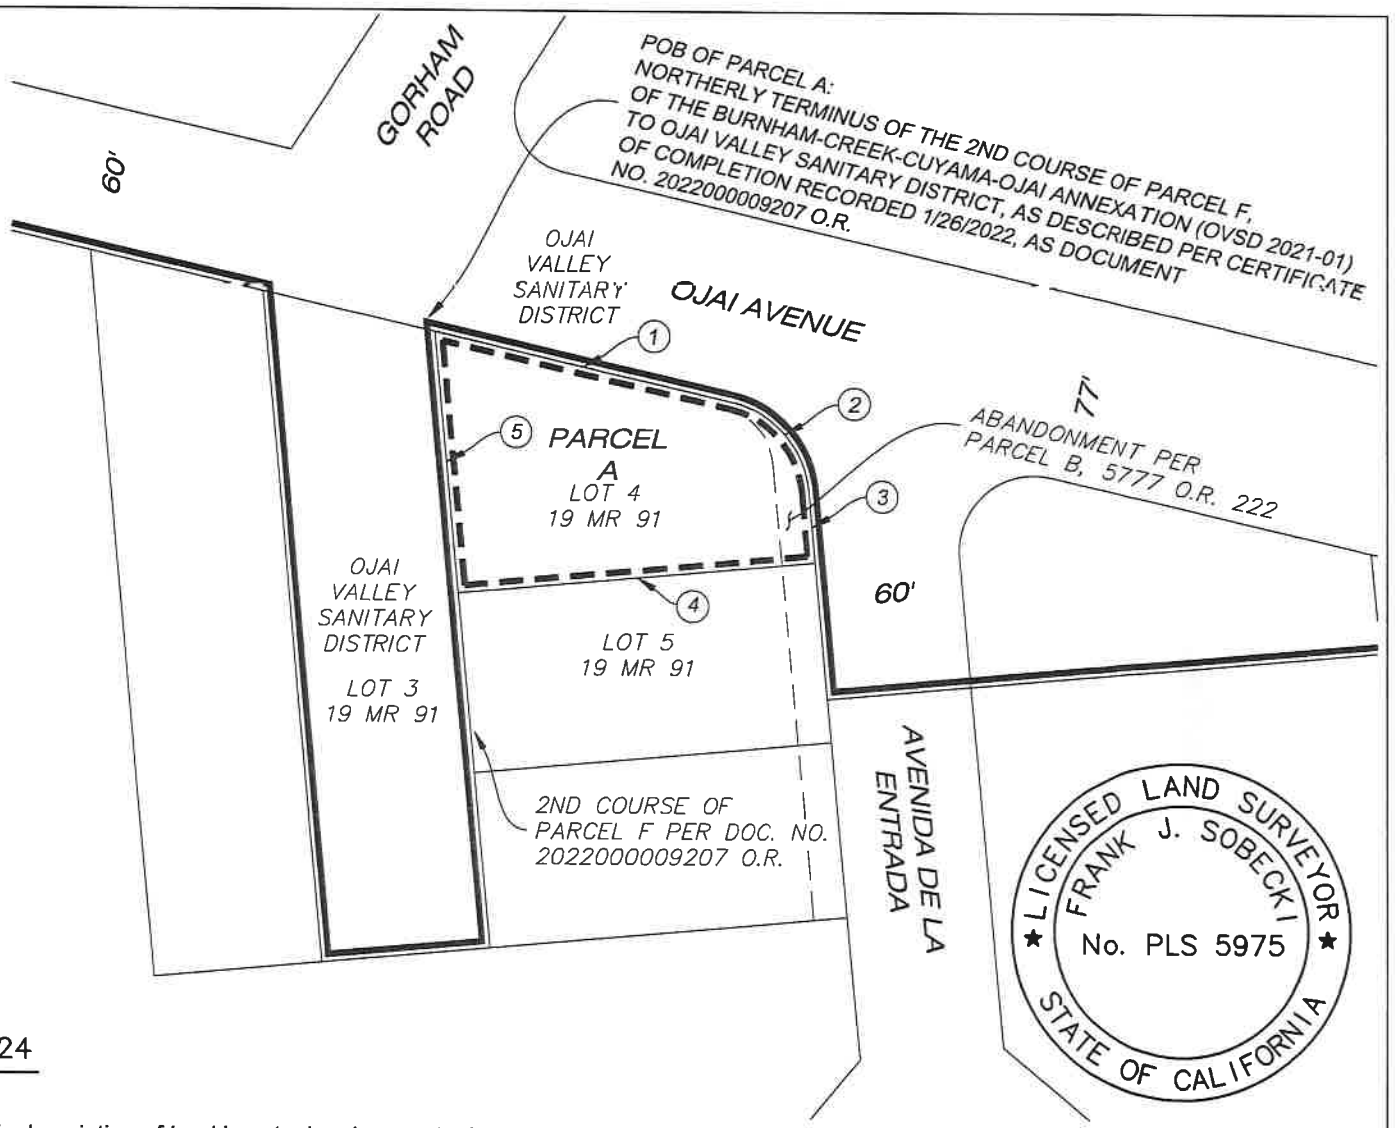 GORHAM
ROAD
POB OF PARCEL A:
NORTHERLY TERMINUS OF THE 2ND COURSE OF PARCEL F,
OF THE BURNHAM-CREEK-CUYAMA-OJAI ANNEXATION (OVSD 2021-01)
TO OJAI VALLEY SANITARY DISTRICT, AS DESCRIBED PER CERTIFICATE
OF COMPLETION RECORDED 1/26/2022, AS DOCUMENT
NO. 2022000009207 O.R.
60'
OJAI
VALLEY
SANITARY
DISTRICT
OJAI AVENUE
1
2
77'
ABANDONMENT PER
PARCEL B, 5777 O.R. 222
5
PARCEL
A
LOT 4
19 MR 91
3
OJAI
VALLEY
SANITARY
DISTRICT
LOT 3
19 MR 91
4
60'
LOT 5
19 MR 91
2ND COURSE OF
PARCEL F PER DOC. NO.
2022000009207 O.R.
AVENIDA DE LA
ENTRADA
LICENSED LAND SURVEYOR
FRANK J. SOBECKI
No. PLS 5975
STATE OF CALIFORNIA
24